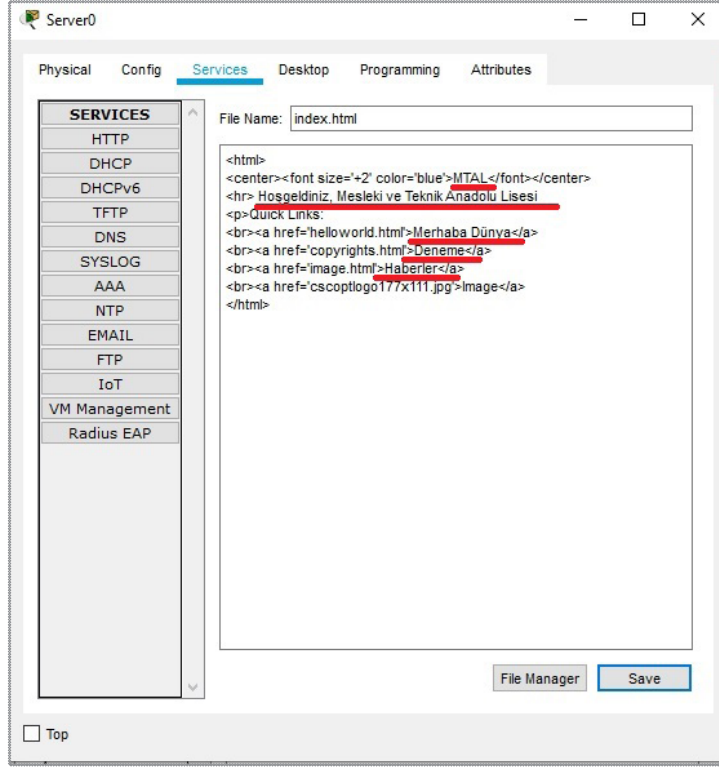 Server0
Physical Config Services Desktop Programming Attributes
SERVICES
HTTP
DHCP
DHCPv6
TFTP
DNS
SYSLOG
AAA
NTP
EMAIL
FTP
IoT
VM Management
Radius EAP
File Name: index.html
<html>
<center><font size='+2' color='blue'>MTAL</font></center>
<hr> Hoşgeldiniz, Mesleki ve Teknik Anadolu Lisesi
<p>Quick Links:
<br><a href='helloworld.html'>Merhaba Dünya</a>
<br><a href='copyrights.html'>Deneme</a>
<br><a href='image.html'>Haberler</a>
<br><a href='cscoptlogo177x111.jpg'>Image</a>
</html>
File Manager Save
Top